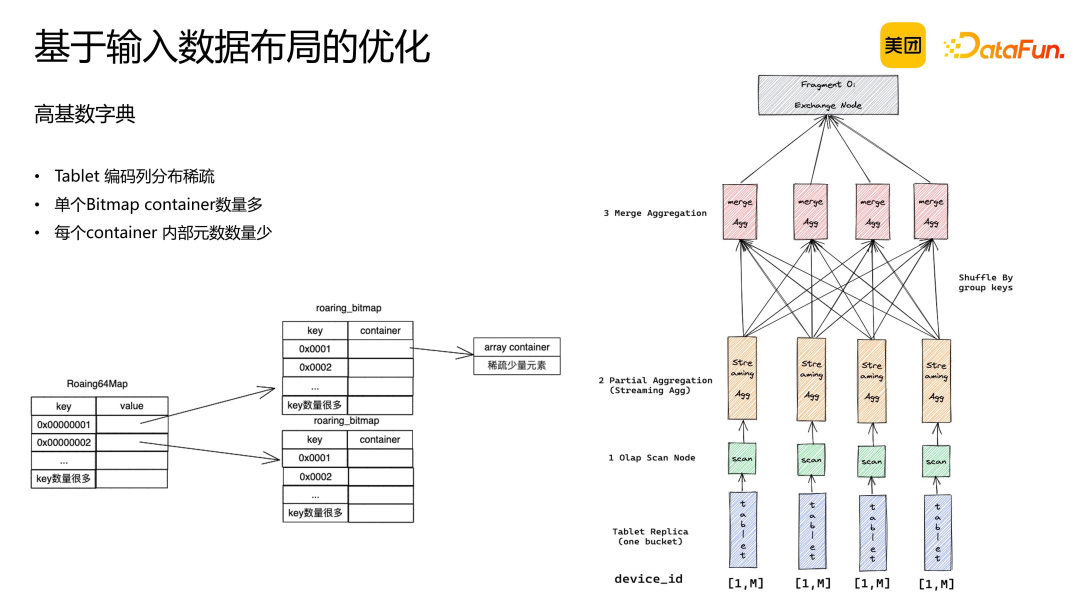 基于输入数据布局的优化
美团
DataFun.
高基数字典
• Tablet 编码列分布稀疏
• 单个Bitmap container数量多
• 每个container 内部元数数量少
Roaing64Map
key value
0x00000001
0x00000002
...
key数量很多
roaring_bitmap
key container
0x0001
0x0002
...
key数量很多
roaring_bitmap
key container
0x0001
0x0002
...
key数量很多
array container
稀疏少量元素
Fragment 0:
Exchange Node
3 Merge Aggregation
merge merge merge merge
Agg Agg Agg Agg
Shuffle By
group keys
2 Partial Aggregation
(Streaming Agg)
Stre Stre Stre Stre
aming aming aming aming
Agg Agg Agg Agg
1 Olap Scan Node
scan scan scan scan
Tablet Replica
(one bucket)
tablet tablet tablet tablet
device_id [1,M] [1,M] [1,M] [1,M]